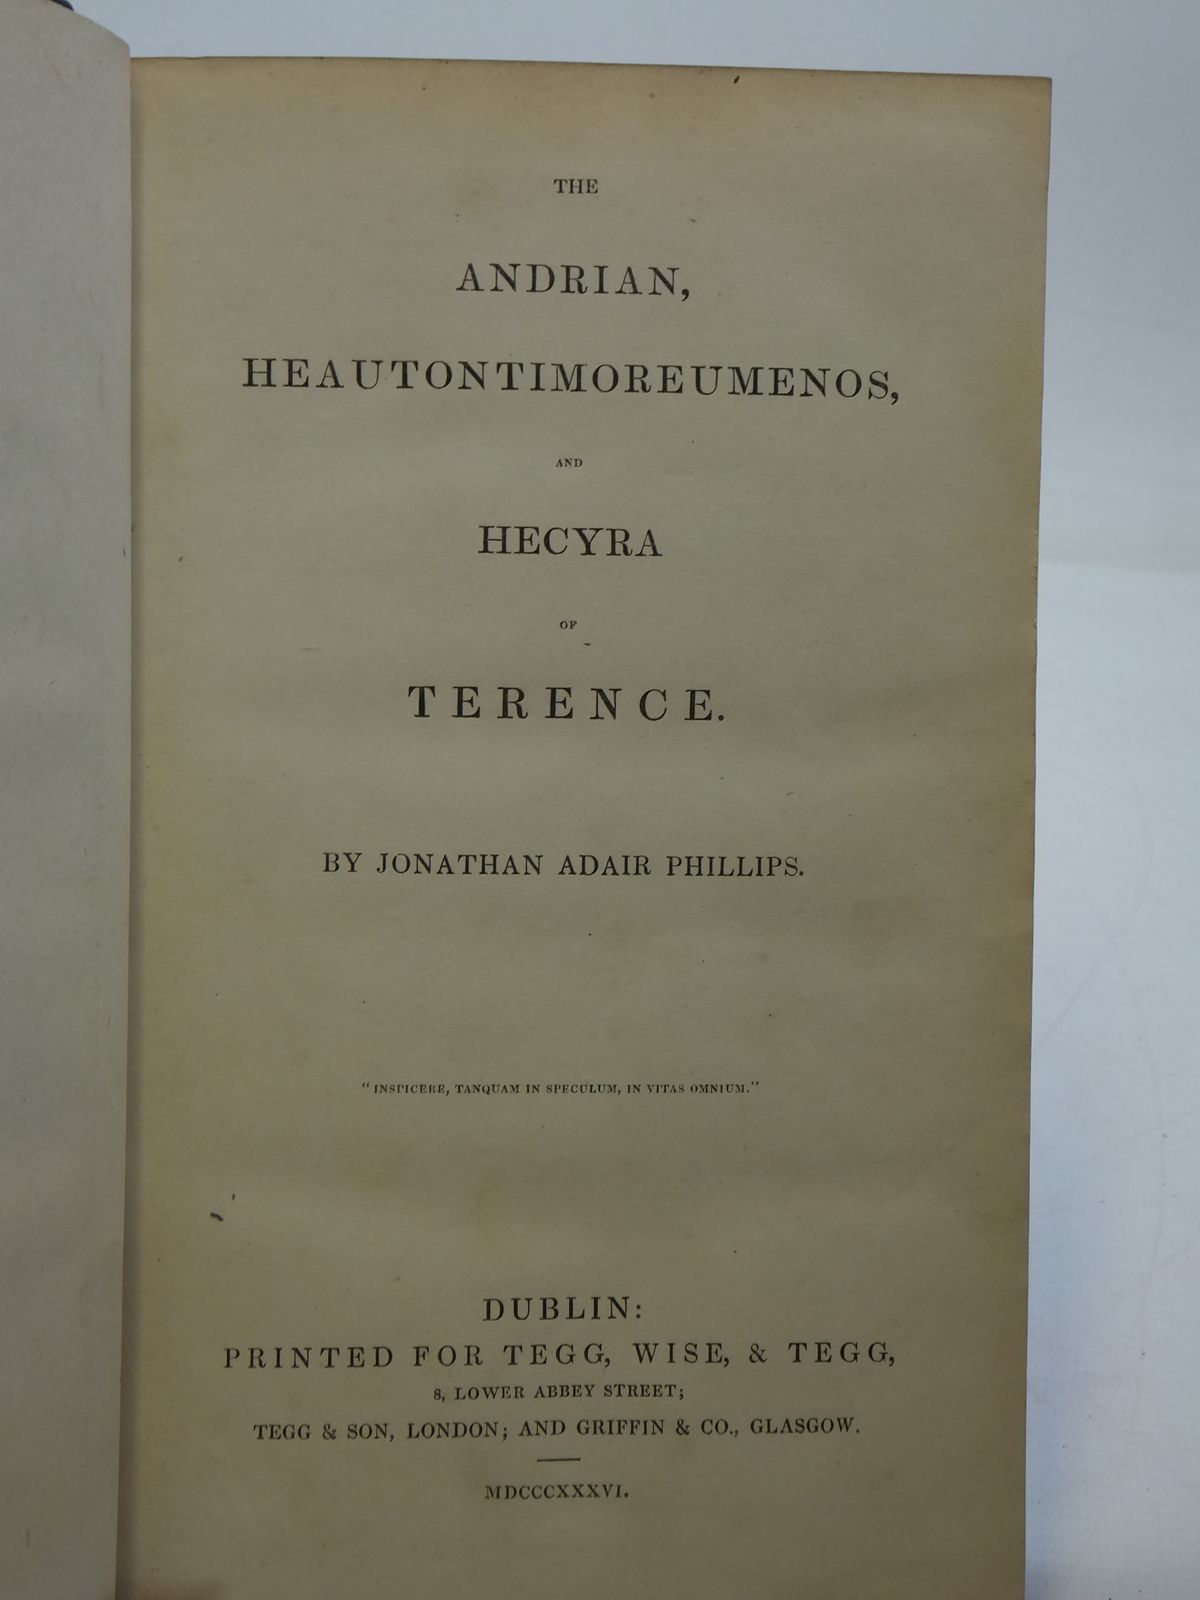 THE
ANDRIAN,
HEAUTONTIMOREUMENOS,
AND
HECYRA
OF
TERENCE.
BY JONATHAN ADAIR PHILLIPS.
"INSPICERE, TANQUAM IN SPECULUM, IN VITAS OMNIUM."
DUBLIN:
PRINTED FOR TEGG, WISE, & TEGG,
8, LOWER ABBEY STREET;
TEGG & SON, LONDON; AND GRIFFIN & CO., GLASGOW.
MDCCCXXXVI.